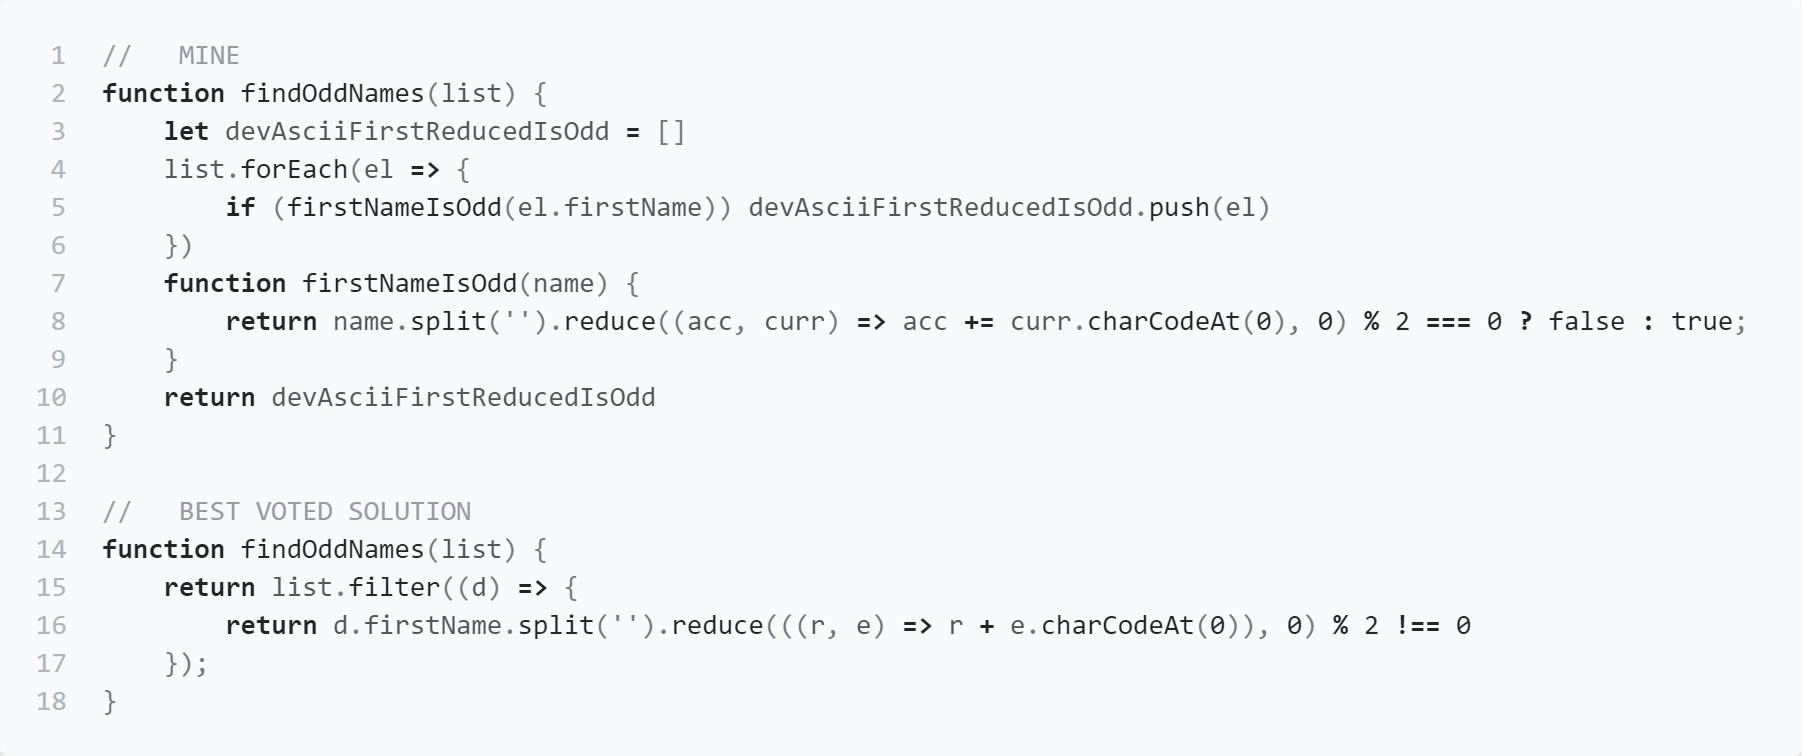 1 //   MINE
2 function findOddNames(list) {
3     let devAsciiFirstReducedIsOdd = []
4     list.forEach(el => {
5         if (firstNameIsOdd(el.firstName)) devAsciiFirstReducedIsOdd.push(el)
6     })
7     function firstNameIsOdd(name) {
8         return name.split('').reduce((acc, curr) => acc += curr.charCodeAt(0), 0) % 2 === 0 ? false : true;
9     }
10     return devAsciiFirstReducedIsOdd
11 }
12
13 //   BEST VOTED SOLUTION
14 function findOddNames(list) {
15     return list.filter((d) => {
16         return d.firstName.split('').reduce(((r, e) => r + e.charCodeAt(0)), 0) % 2 !== 0
17     });
18 }